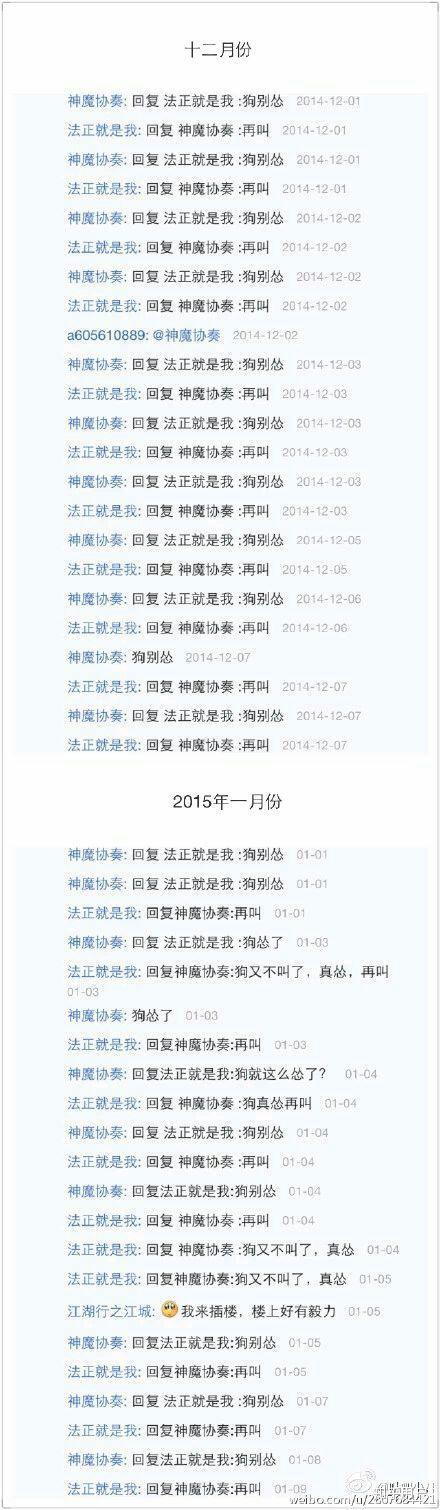 十二月份
神魔协奏: 回复 法正就是我 :狗别怂 2014-12-01
法正就是我: 回复 神魔协奏 :再叫 2014-12-01
神魔协奏: 回复 法正就是我 :狗别怂 2014-12-01
法正就是我: 回复 神魔协奏 :再叫 2014-12-01
神魔协奏: 回复 法正就是我 :狗别怂 2014-12-02
法正就是我: 回复 神魔协奏 :再叫 2014-12-02
神魔协奏: 回复 法正就是我 :狗别怂 2014-12-02
法正就是我: 回复 神魔协奏 :再叫 2014-12-02
a605610889: @神魔协奏 2014-12-02
神魔协奏: 回复 法正就是我 :狗别怂 2014-12-03
法正就是我: 回复 神魔协奏 :再叫 2014-12-03
神魔协奏: 回复 法正就是我 :狗别怂 2014-12-03
法正就是我: 回复 神魔协奏 :再叫 2014-12-03
神魔协奏: 回复 法正就是我 :狗别怂 2014-12-03
法正就是我: 回复 神魔协奏 :再叫 2014-12-03
神魔协奏: 回复 法正就是我 :狗别怂 2014-12-05
法正就是我: 回复 神魔协奏 :再叫 2014-12-05
神魔协奏: 回复 法正就是我 :狗别怂 2014-12-06
法正就是我: 回复 神魔协奏 :再叫 2014-12-06
神魔协奏: 狗别怂 2014-12-07
法正就是我: 回复 神魔协奏 :再叫 2014-12-07
神魔协奏: 回复 法正就是我 :狗别怂 2014-12-07
法正就是我: 回复 神魔协奏 :再叫 2014-12-07
2015年一月份
神魔协奏: 回复 法正就是我 :狗别怂 01-01
神魔协奏: 回复 法正就是我 :狗别怂 01-01
法正就是我: 回复神魔协奏:再叫 01-01
神魔协奏: 回复 法正就是我 :狗怂了 01-03
法正就是我: 回复神魔协奏:狗又不叫了，真怂，再叫
01-03
神魔协奏: 狗怂了 01-03
法正就是我: 回复神魔协奏:再叫 01-03
神魔协奏: 回复法正就是我:狗就这么怂了？ 01-04
法正就是我: 回复 神魔协奏 :狗真怂再叫 01-04
神魔协奏: 回复 法正就是我 :狗别怂 01-04
法正就是我: 回复 神魔协奏 :再叫 01-04
神魔协奏: 回复法正就是我:狗别怂 01-04
法正就是我: 回复 神魔协奏 :再叫 01-04
法正就是我: 回复 神魔协奏 :狗又不叫了，真怂 01-04
法正就是我: 回复神魔协奏:狗又不叫了，真怂 01-05
江湖行之江城: 我来插楼，楼上好有毅力 01-05
神魔协奏: 回复法正就是我:狗别怂 01-05
法正就是我: 回复神魔协奏:再叫 01-05
神魔协奏: 回复 法正就是我 :狗别怂 01-07
法正就是我: 回复 神魔协奏 :再叫 01-07
神魔协奏: 回复法正就是我:狗别怂 01-08
法正就是我: 回复 神魔协奏:再叫 01-09